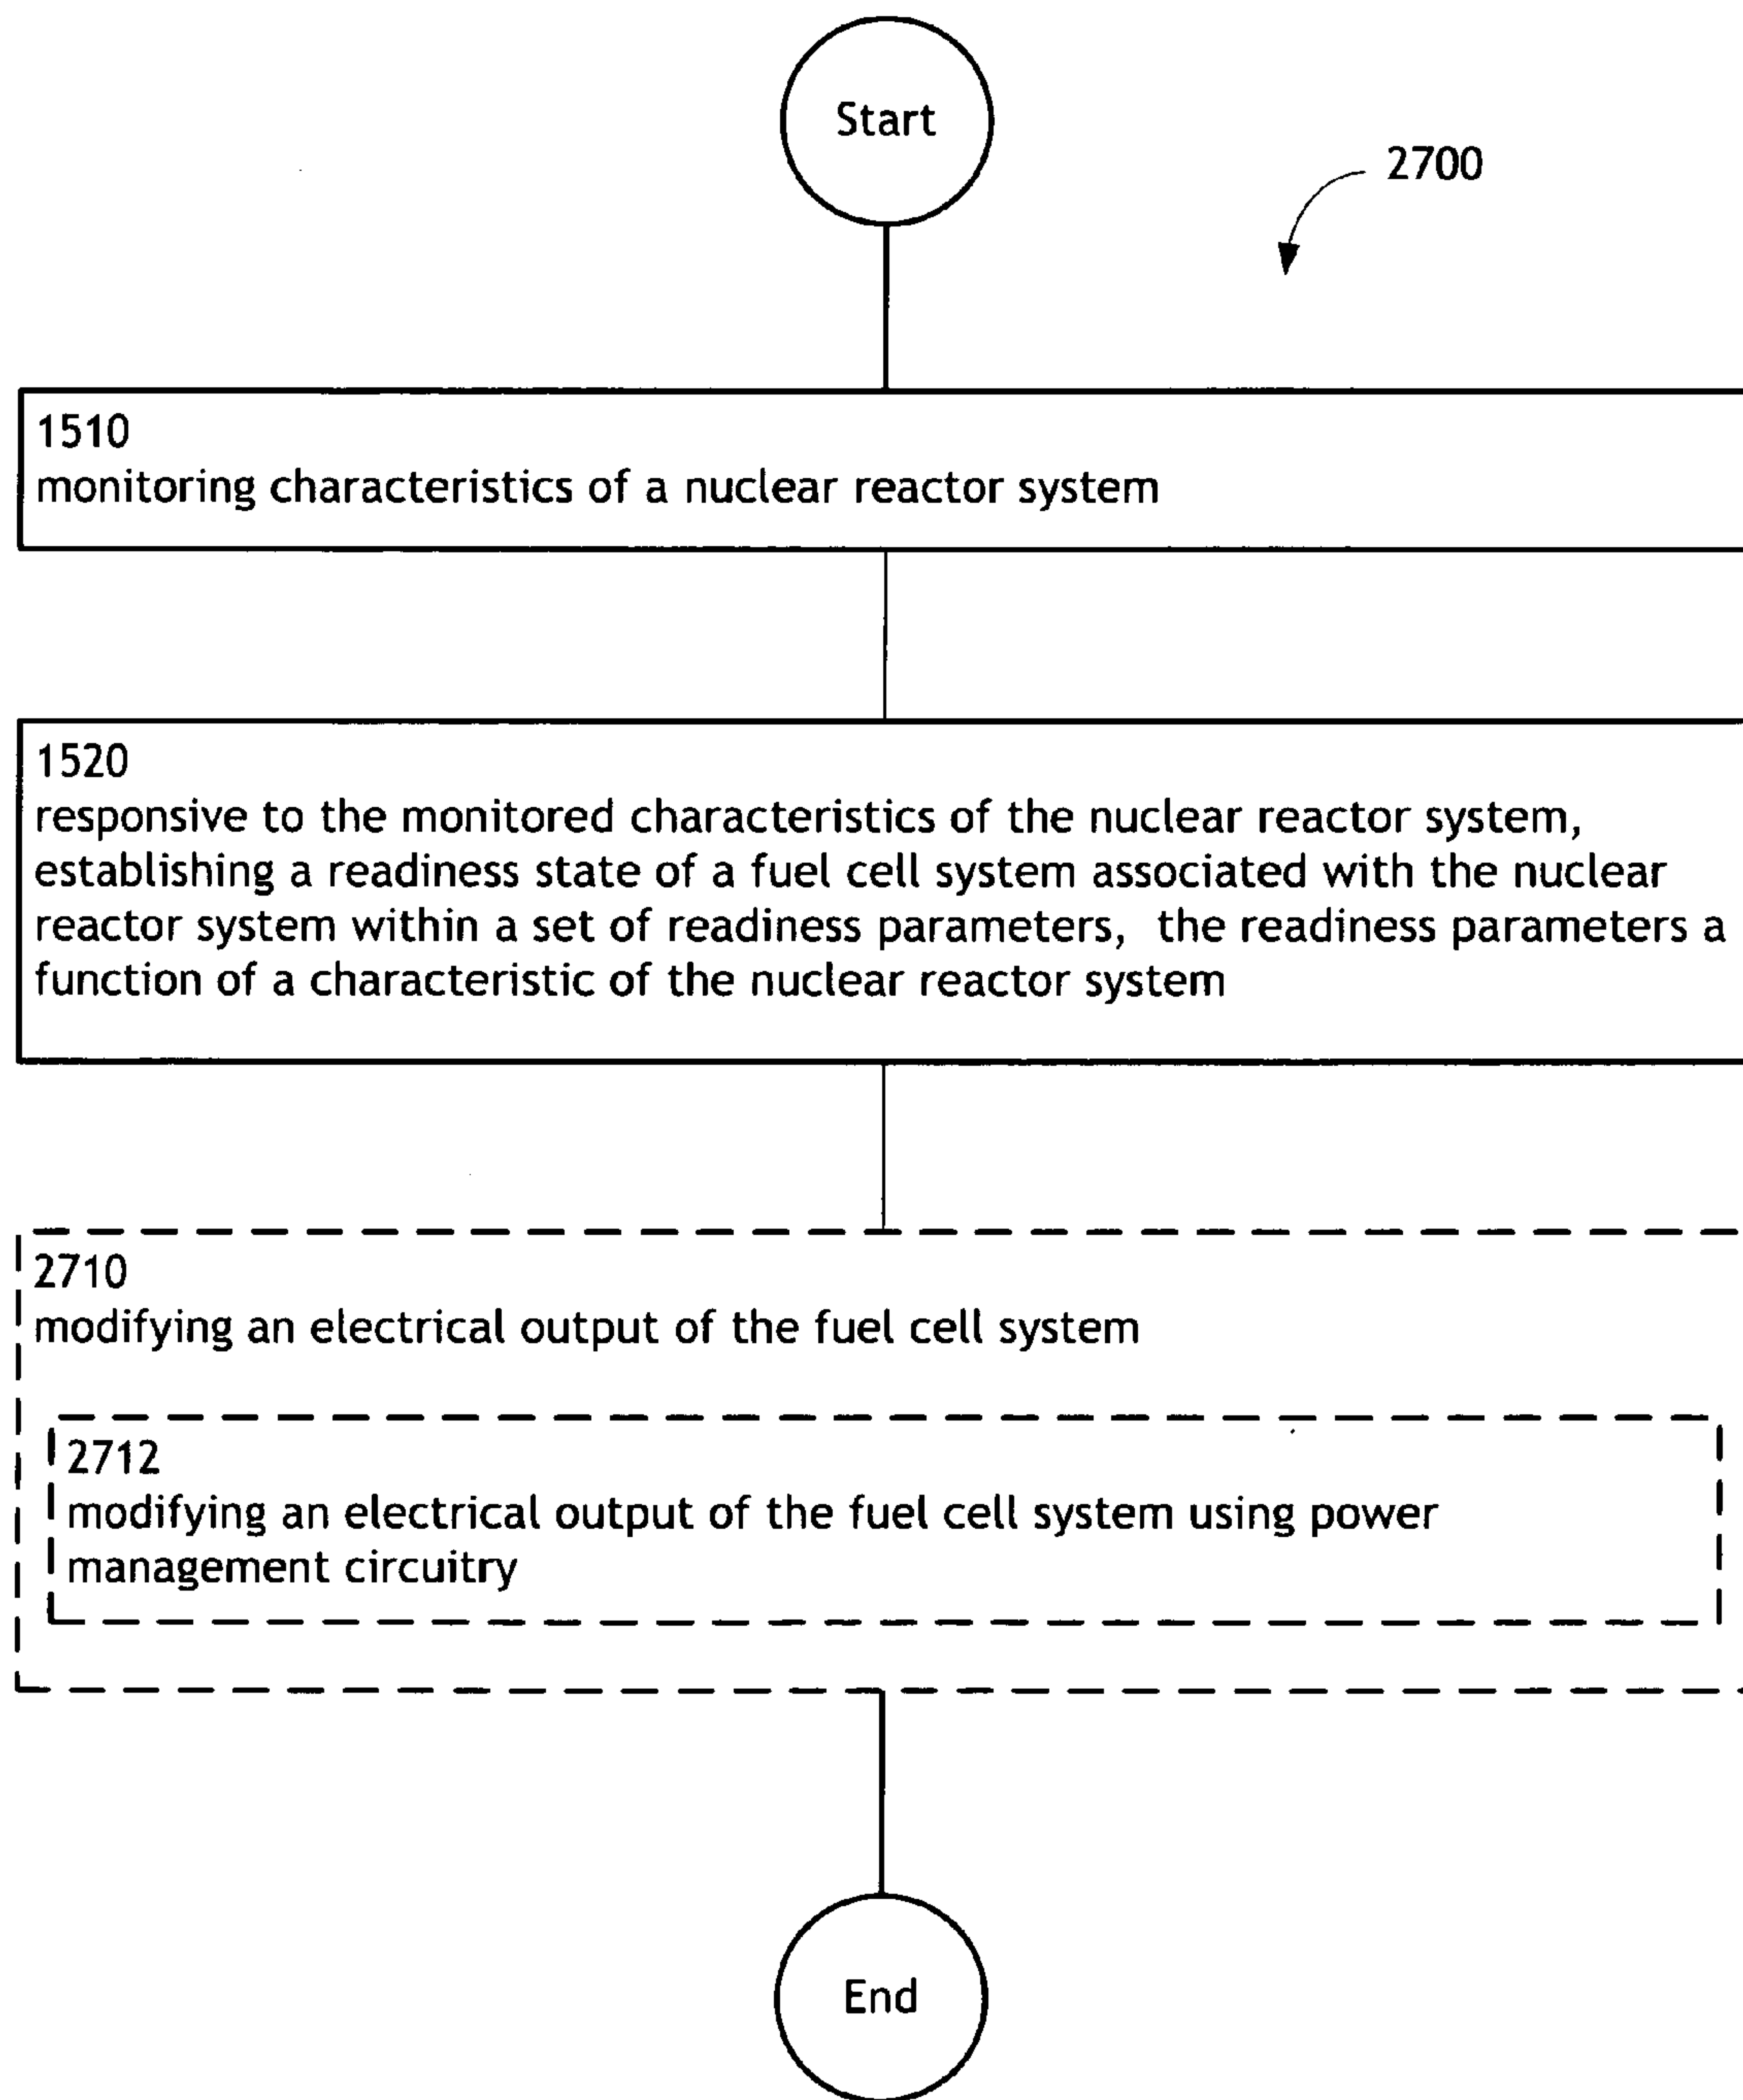 Start
2700
1510
monitoring characteristics of a nuclear reactor system
1520
responsive to the monitored characteristics of the nuclear reactor system,
establishing a readiness state of a fuel cell system associated with the nuclear
reactor system within a set of readiness parameters, the readiness parameters a
function of a characteristic of the nuclear reactor system
2710
modifying an electrical output of the fuel cell system
2712
modifying an electrical output of the fuel cell system using power
management circuitry
End